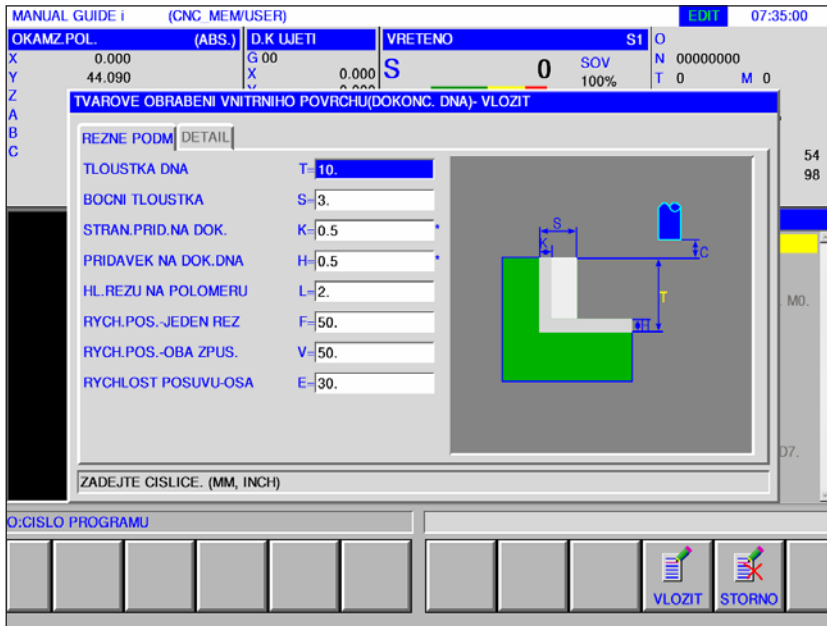 MANUAL GUIDE i (CNC_MEM/USER) EDIT 07:35:00
OKAMZ.POL. (ABS.) D.K UJETI VRETENO S1 O
X 0.000 G 00 N 00000000
Y 44.090 X 0.000 S 0 SOV 100% T 0 M 0
Z
A
B
C
54
98
TVAROVE OBRABENI VNITRNIHO POVRCHU(DOKONC. DNA)- VLOZIT
REZNE PODM DETAIL
TLOUSTKA DNA T=10.
BOCNI TLOUSTKA S=3.
STRAN.PRID.NA DOK. K=0.5 *
PRIDAVEK NA DOK.DNA H=0.5 *
HL.REZU NA POLOMERU L=2.
RYCH.POS.-JEDEN REZ F=50.
RYCH.POS.-OBA ZPUS. V=50.
RYCHLOST POSUVU-OSA E=30.
S
K
C
T
H
M0.
D7.
ZADEJTE CISLICE. (MM, INCH)
O:CISLO PROGRAMU
VLOZIT STORNO